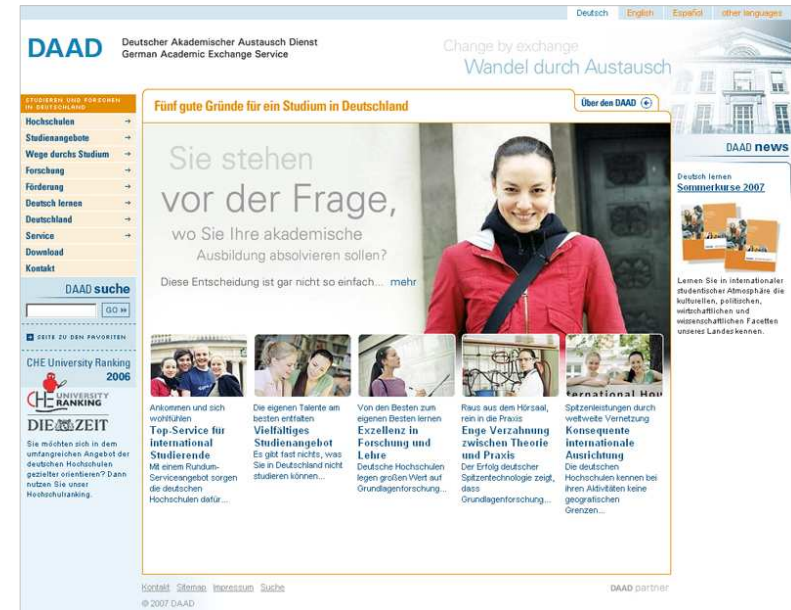 Deutsch English Español other languages
DAAD
Deutscher Akademischer Austausch Dienst
German Academic Exchange Service
Change by exchange
Wandel durch Austausch
STUDIEREN UND FORSCHEN
IN DEUTSCHLAND
Hochschulen
Studienangebote
Wege durchs Studium
Forschung
Förderung
Deutsch lernen
Deutschland
Service
Download
Kontakt
DAAD suche
GO
SEITE ZU DEN FAVORITEN
CHE University Ranking
2006
CHE UNIVERSITY
RANKING
DIE ZEIT
Sie möchten sich in dem
umfangreichen Angebot der
deutschen Hochschulen
gezielter orientieren? Dann
nutzen Sie unser
Hochschulranking.
Fünf gute Gründe für ein Studium in Deutschland
Über den DAAD
Sie stehen
vor der Frage,
wo Sie Ihre akademische
Ausbildung absolvieren sollen?
Diese Entscheidung ist gar nicht so einfach... mehr
Ankommen und sich
wohlfühlen
Top-Service für
international
Studierende
Mit einem Rundum-
Serviceangebot sorgen
die deutschen
Hochschulen dafür...
Die eigenen Talente am
besten entfalten
Vielfältiges
Studienangebot
Es gibt fast nichts, was
Sie in Deutschland nicht
studieren können...
Von den Besten zum
eigenen Besten lernen
Exzellenz in
Forschung und
Lehre
Deutsche Hochschulen
legen großen Wert auf
Grundlagenforschung...
Raus aus dem Hörsaal,
rein in die Praxis
Enge Verzahnung
zwischen Theorie
und Praxis
Der Erfolg deutscher
Spitzentechnologie zeigt,
dass
Grundlagenforschung...
International Hou
Spitzenleistungen durch
weltweite Vernetzung
Konsequente
internationale
Ausrichtung
Die deutschen
Hochschulen kennen bei
ihren Aktivitäten keine
geografischen
Grenzen...
DAAD news
Deutsch lernen
Sommerkurse 2007
Lernen Sie in internationaler
studentischer Atmosphäre die
kulturellen, politischen,
wirtschaftlichen und
wissenschaftlichen Facetten
unseres Landes kennen.
Kontakt Sitemap Impressum Suche
DAAD partner
© 2007 DAAD